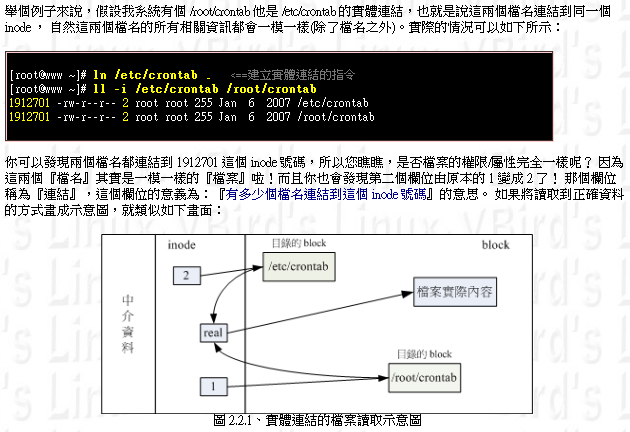 舉個例子來說，假設我系統有個 /root/crontab 他是 /etc/crontab 的實體連結，也就是說這兩個檔名連結到同一個
inode ， 自然這兩個檔名的所有相關資訊都會一模一樣(除了檔名之外)。實際的情況可以如下所示：
[root@www ~]# ln /etc/crontab .   <==建立實體連結的指令
[root@www ~]# ll -i /etc/crontab /root/crontab
1912701 -rw-r--r-- 2 root root 255 Jan  6  2007 /etc/crontab
1912701 -rw-r--r-- 2 root root 255 Jan  6  2007 /root/crontab
你可以發現兩個檔名都連結到 1912701 這個 inode 號碼，所以您瞧瞧，是否檔案的權限/屬性完全一樣呢？ 因為
這兩個『檔名』其實是一模一樣的『檔案』啦！而且你也會發現第二個欄位由原本的 1 變成 2 了！ 那個欄位
稱為『連結』，這個欄位的意義為：『有多少個檔名連結到這個 inode 號碼』的意思。 如果將讀取到正確資料
的方式畫成示意圖，就類似如下畫面：
inode
目錄的 block
block
2
/etc/crontab
檔案實際內容
中介資料
real
目錄的 block
1
/root/crontab
圖 2.2.1、實體連結的檔案讀取示意圖